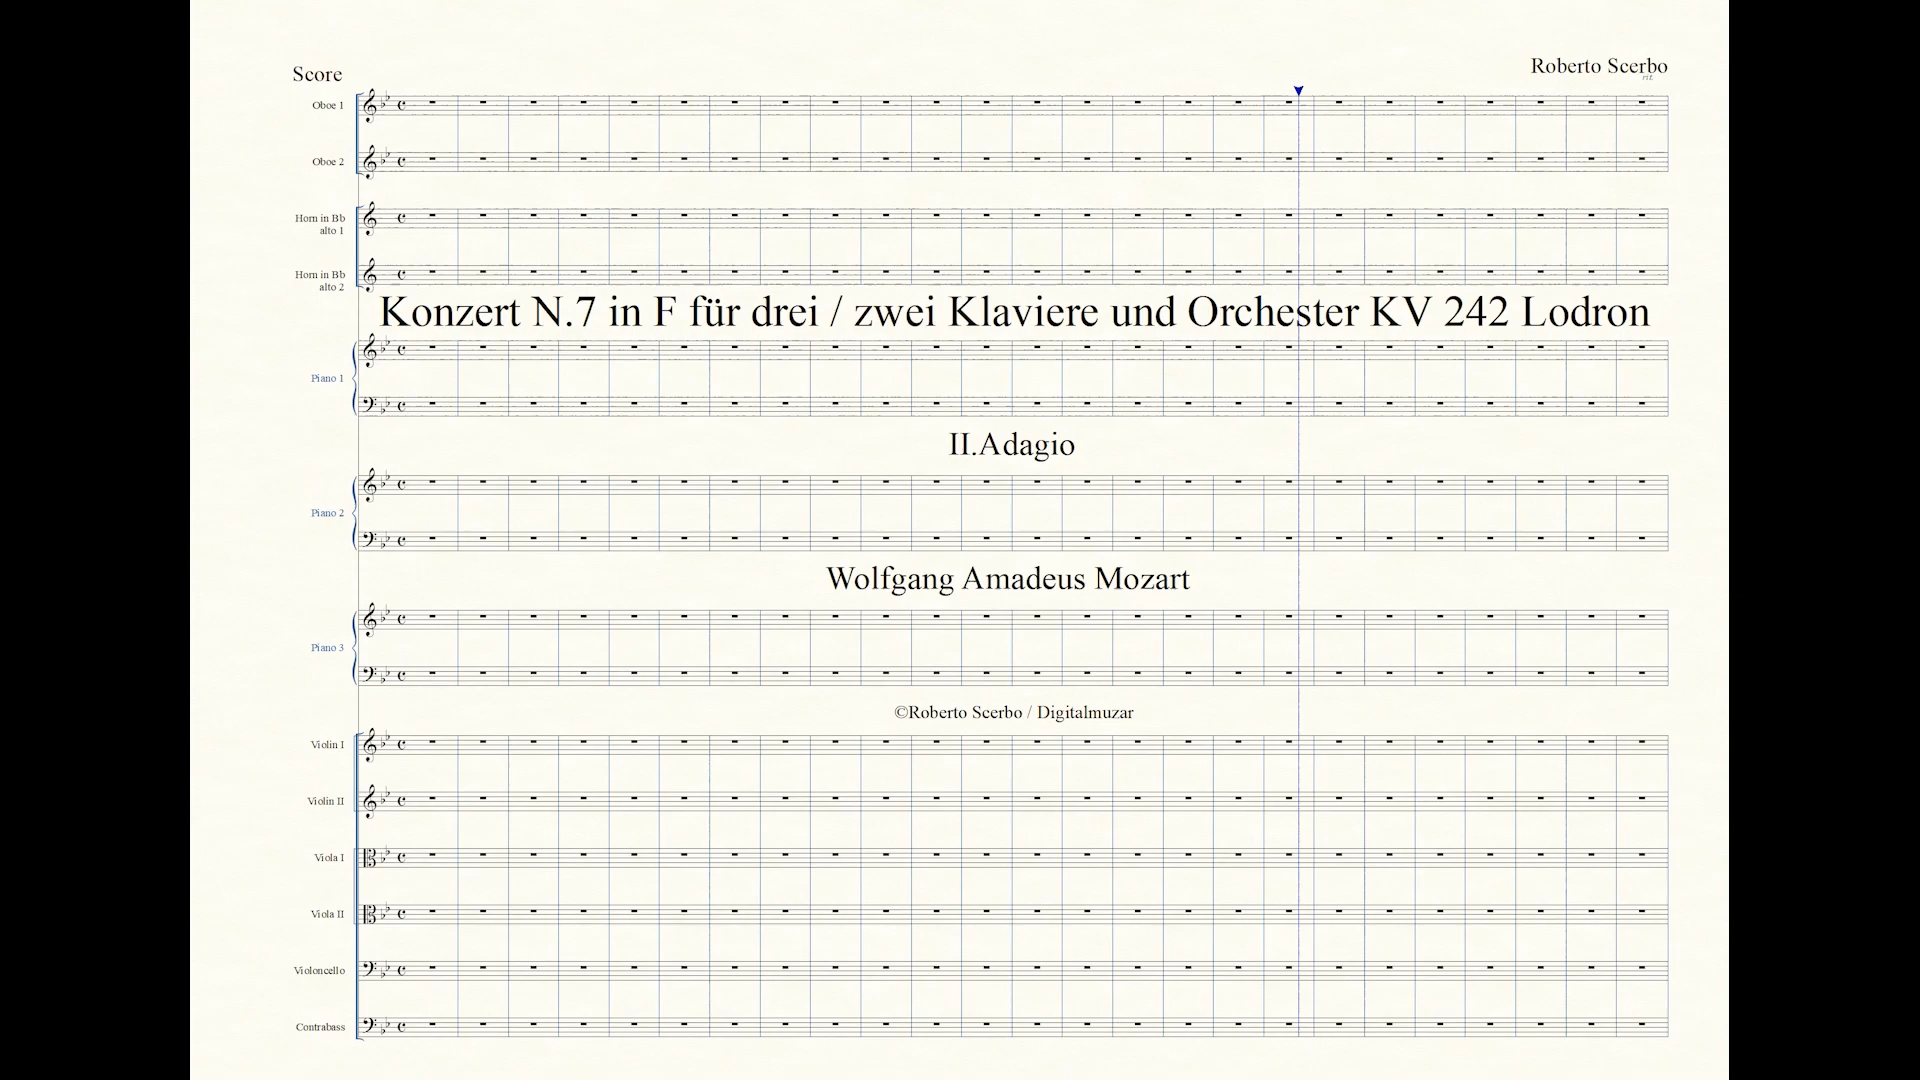 Score
Roberto Scerbo
rit.
Oboe 1
Oboe 2
Horn in Bb
alto 1
Horn in Bb
alto 2
Konzert N.7 in F für drei / zwei Klaviere und Orchester KV 242 Lodron
Piano 1
II.Adagio
Piano 2
Wolfgang Amadeus Mozart
Piano 3
©Roberto Scerbo / Digitalmuzar
Violin I
Violin II
Viola I
Viola II
Violoncello
Contrabass